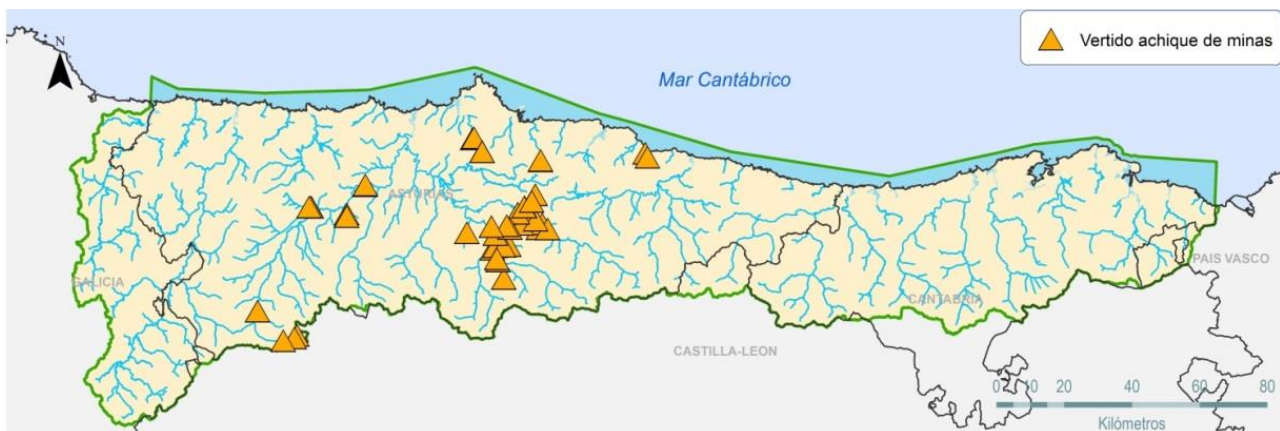 Vertido achique de minas
N
Mar Cantábrico
ASTURIAS
GALICIA
PAIS VASCO
CANTABRIA
CASTILLA-LEON
0 5 10 20 40 60 80
Kilómetros